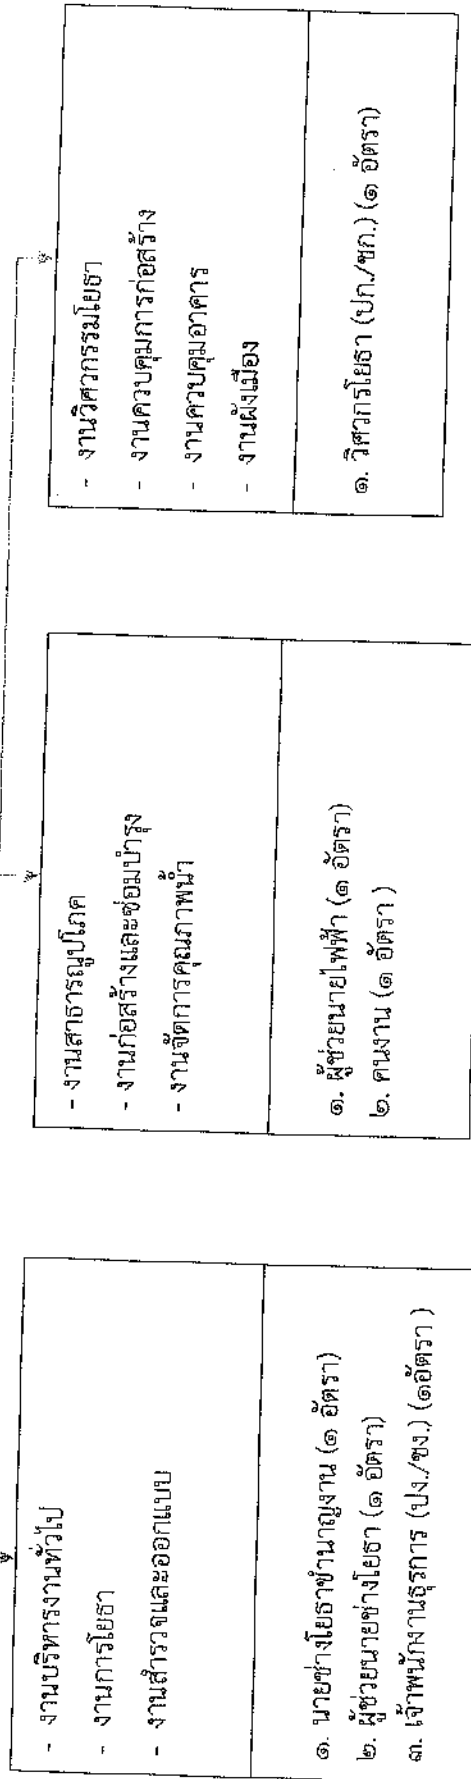 - งานบริหารงานทั่วไป
- งานการโยธา
- งานสำรวจและออกแบบ
๑. นายช่างโยธาชำนาญงาน (๑ อัตรา)
๒. ผู้ช่วยนายช่างโยธา (๑ อัตรา)
๓. เจ้าพนักงานธุรการ (ปง./ชง.) (๑อัตรา )
- งานสาธารณูปโภค
- งานก่อสร้างและซ่อมบำรุง
- งานจัดการคุณภาพน้ำ
๑. ผู้ช่วยนายไฟฟ้า (๑ อัตรา)
๒. คนงาน (๑ อัตรา )
- งานวิศวกรรมโยธา
- งานควบคุมการก่อสร้าง
- งานควบคุมอาคาร
- งานผังเมือง
๑. วิศวกรโยธา (ปก./ชก.) (๑ อัตรา)